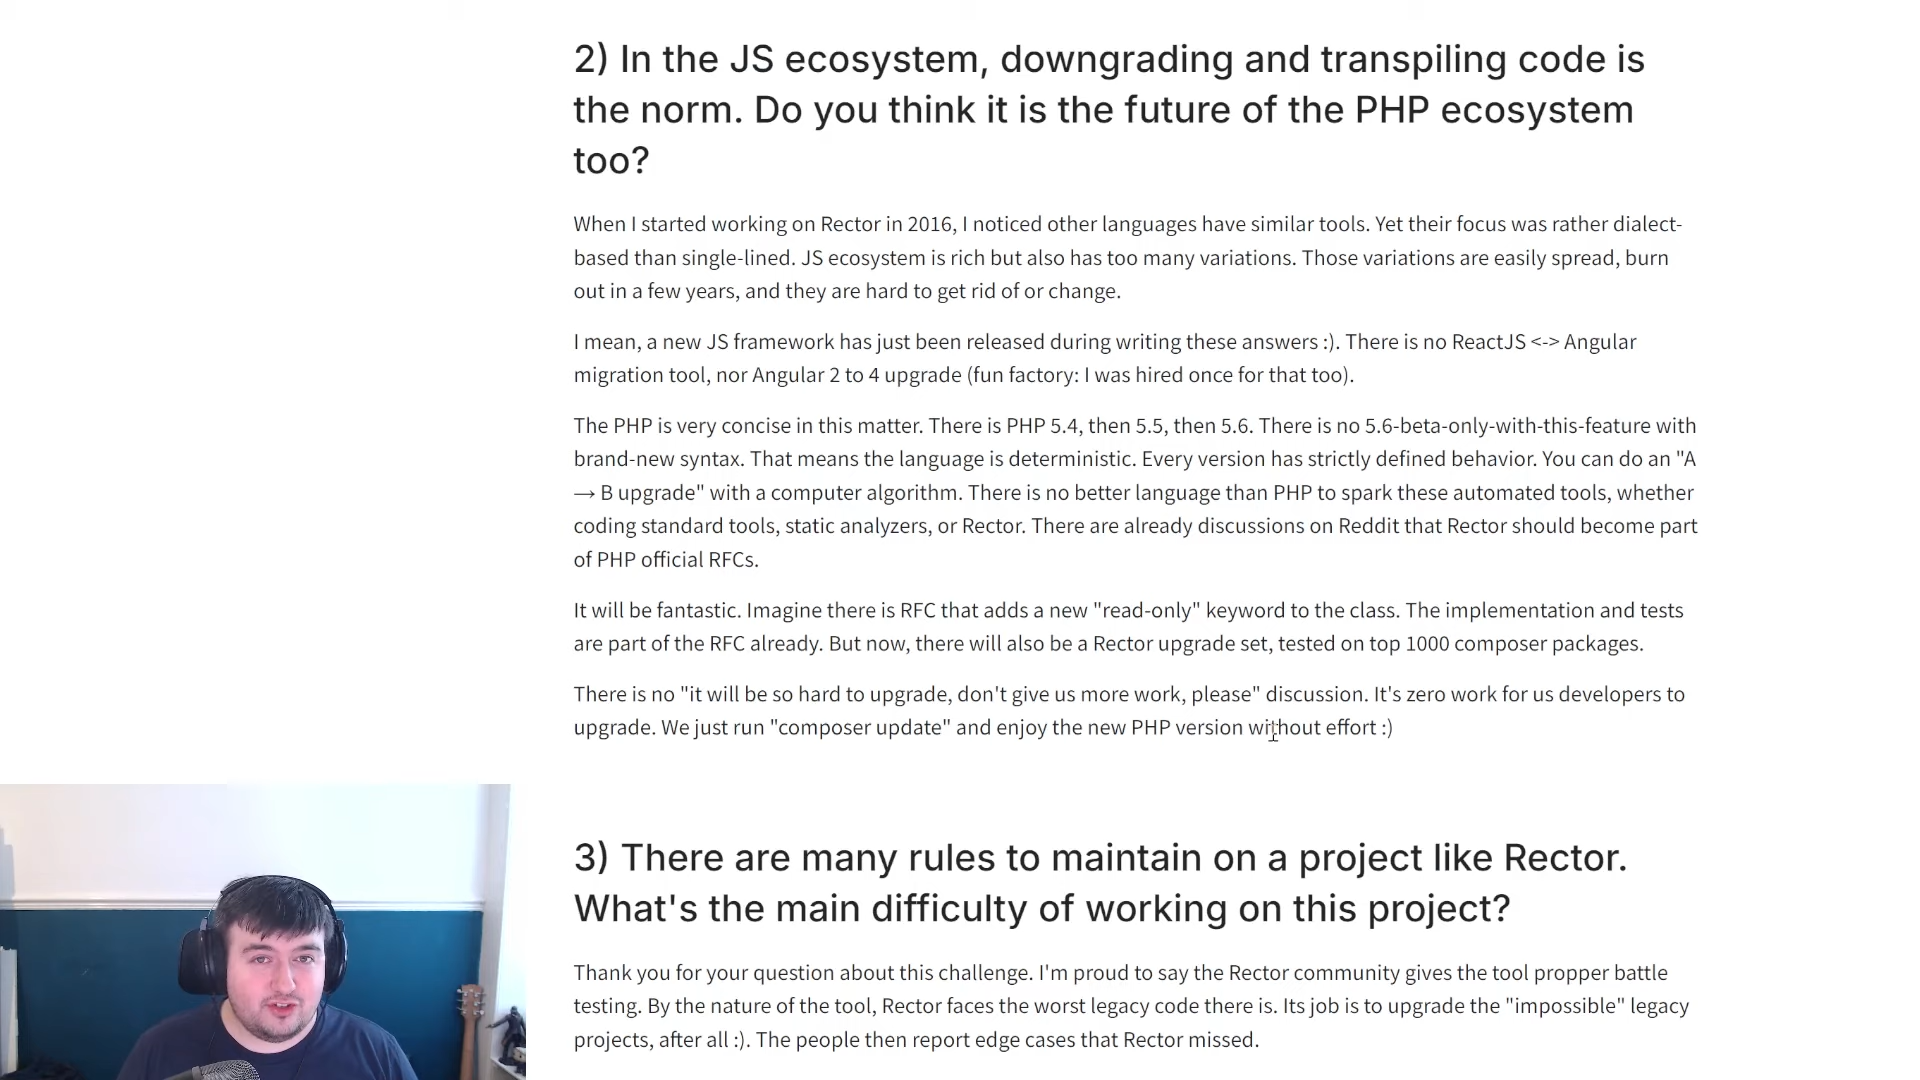 2) In the JS ecosystem, downgrading and transpiling code is
the norm. Do you think it is the future of the PHP ecosystem
too?
When I started working on Rector in 2016, I noticed other languages have similar tools. Yet their focus was rather dialect-
based than single-lined. JS ecosystem is rich but also has too many variations. Those variations are easily spread, burn
out in a few years, and they are hard to get rid of or change.
I mean, a new JS framework has just been released during writing these answers :). There is no ReactJS <-> Angular
migration tool, nor Angular 2 to 4 upgrade (fun factory: I was hired once for that too).
The PHP is very concise in this matter. There is PHP 5.4, then 5.5, then 5.6. There is no 5.6-beta-only-with-this-feature with
brand-new syntax. That means the language is deterministic. Every version has strictly defined behavior. You can do an "A
→ B upgrade" with a computer algorithm. There is no better language than PHP to spark these automated tools, whether
coding standard tools, static analyzers, or Rector. There are already discussions on Reddit that Rector should become part
of PHP official RFCs.
It will be fantastic. Imagine there is RFC that adds a new "read-only" keyword to the class. The implementation and tests
are part of the RFC already. But now, there will also be a Rector upgrade set, tested on top 1000 composer packages.
There is no "it will be so hard to upgrade, don't give us more work, please" discussion. It's zero work for us developers to
upgrade. We just run "composer update" and enjoy the new PHP version without effort :)
3) There are many rules to maintain on a project like Rector.
What's the main difficulty of working on this project?
Thank you for your question about this challenge. I'm proud to say the Rector community gives the tool propper battle
testing. By the nature of the tool, Rector faces the worst legacy code there is. Its job is to upgrade the "impossible" legacy
projects, after all :). The people then report edge cases that Rector missed.